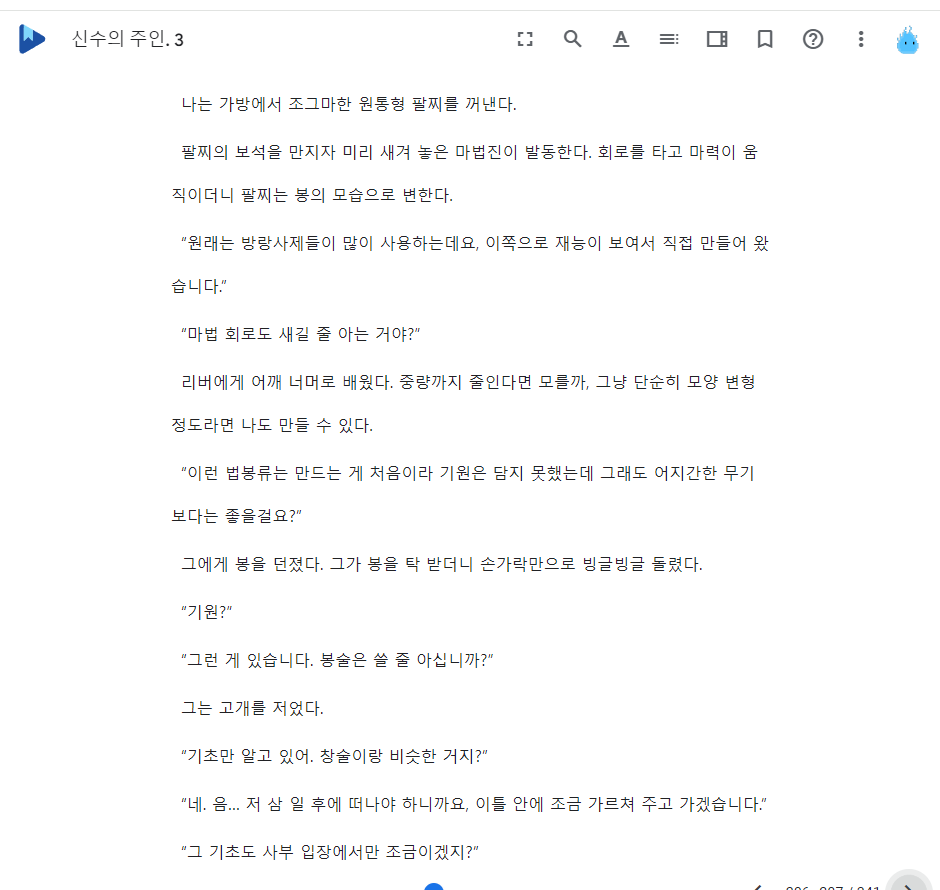 신수의 주인. 3
나는 가방에서 조그마한 원통형 팔찌를 꺼낸다.
팔찌의 보석을 만지자 미리 새겨 놓은 마법진이 발동한다. 회로를 타고 마력이 움
직이더니 팔찌는 봉의 모습으로 변한다.
"원래는 방랑사제들이 많이 사용하는데요, 이쪽으로 재능이 보여서 직접 만들어 왔
습니다."
"마법 회로도 새길 줄 아는 거야?"
리버에게 어깨 너머로 배웠다. 중량까지 줄인다면 모를까, 그냥 단순히 모양 변형
정도라면 나도 만들 수 있다.
"이런 법봉류는 만드는 게 처음이라 기원은 담지 못했는데 그래도 어지간한 무기
보다는 좋을걸요?"
그에게 봉을 던졌다. 그가 봉을 탁 받더니 손가락만으로 빙글빙글 돌렸다.
"기원?"
"그런 게 있습니다. 봉술은 쓸 줄 아십니까?"
그는 고개를 저었다.
"기초만 알고 있어. 창술이랑 비슷한 거지?"
"네. 음... 저 삼 일 후에 떠나야 하니까요, 이틀 안에 조금 가르쳐 주고 가겠습니다."
"그 기초도 사부 입장에서만 조금이겠지?"